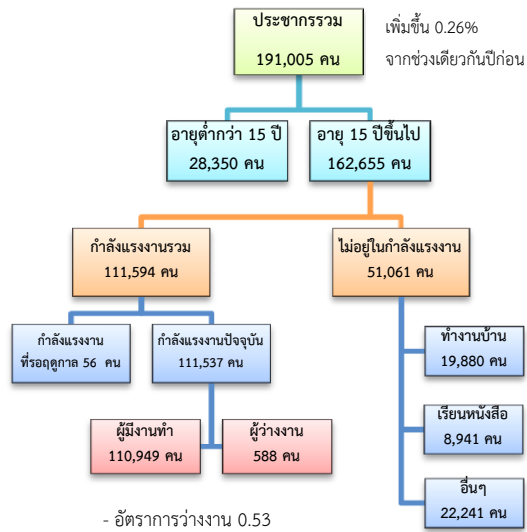 ประชากรรวม
191,005 คน
เพิ่มขึ้น 0.26%
จากช่วงเดียวกันปีก่อน
อายุต่ำกว่า 15 ปี
28,350 คน
อายุ 15 ปีขึ้นไป
162,655 คน
กำลังแรงงานรวม
111,594 คน
ไม่อยู่ในกำลังแรงงาน
51,061 คน
กำลังแรงงาน
ที่รอฤดูกาล 56 คน
กำลังแรงงานปัจจุบัน
111,537 คน
ทำงานบ้าน
19,880 คน
เรียนหนังสือ
8,941 คน
อื่นๆ
22,241 คน
ผู้มีงานทำ
110,949 คน
ผู้ว่างงาน
588 คน
- อัตราการว่างงาน 0.53